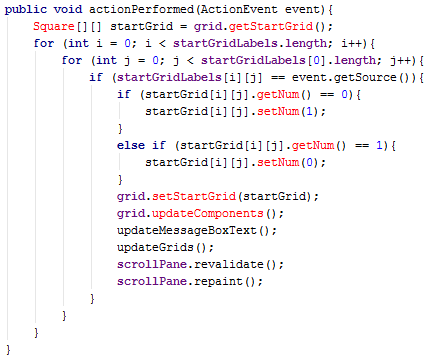 public void actionPerformed(ActionEvent event){
    Square[][] startGrid = grid.getStartGrid();
    for (int i = 0; i < startGridLabels.length; i++){
        for (int j = 0; j < startGridLabels[0].length; j++){
            if (startGridLabels[i][j] == event.getSource()){
                if (startGrid[i][j].getNum() == 0){
                    startGrid[i][j].setNum(1);
                }
                else if (startGrid[i][j].getNum() == 1){
                    startGrid[i][j].setNum(0);
                }
                grid.setStartGrid(startGrid);
                grid.updateComponents();
                updateMessageBoxText();
                updateGrids();
                scrollPane.revalidate();
                scrollPane.repaint();
            }
        }
    }
}